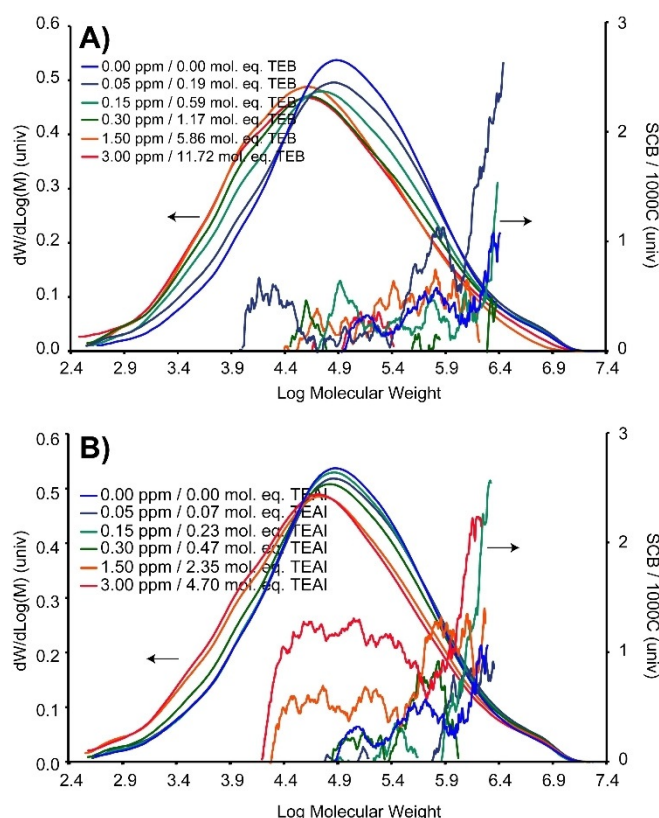 A)
0.00 ppm / 0.00 mol. eq. TEB
0.05 ppm / 0.19 mol. eq. TEB
0.15 ppm / 0.59 mol. eq. TEB
0.30 ppm / 1.17 mol. eq. TEB
1.50 ppm / 5.86 mol. eq. TEB
3.00 ppm / 11.72 mol. eq. TEB
dW/dLog(M) (univ)
0.6
0.5
0.4
0.3
0.2
0.1
0.0
3
2
1
0
SCB / 1000C (univ)
2.4 2.9 3.4 3.9 4.4 4.9 5.4 5.9 6.4 6.9 7.4
Log Molecular Weight
B)
0.00 ppm / 0.00 mol. eq. TEAl
0.05 ppm / 0.07 mol. eq. TEAl
0.15 ppm / 0.23 mol. eq. TEAl
0.30 ppm / 0.47 mol. eq. TEAl
1.50 ppm / 2.35 mol. eq. TEAl
3.00 ppm / 4.70 mol. eq. TEAl
dW/dLog(M) (univ)
0.6
0.5
0.4
0.3
0.2
0.1
0.0
3
2
1
0
SCB / 1000C (univ)
2.4 2.9 3.4 3.9 4.4 4.9 5.4 5.9 6.4 6.9 7.4
Log Molecular Weight